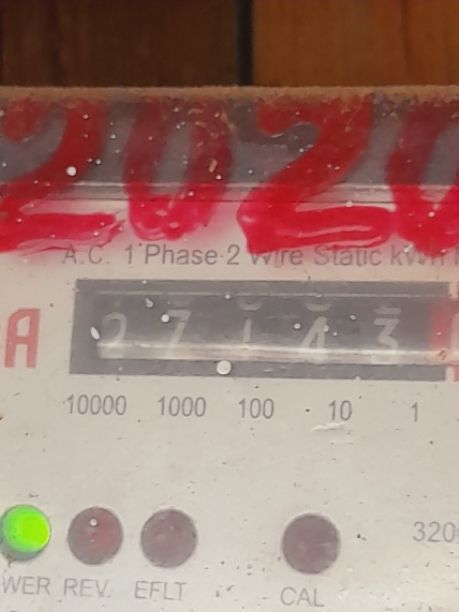 2020
A.C. 1 Phase 2 Wire Static kWh
A
2 7 1 4 3
10000 1000 100 10 1
320
WER REV. EFLT CAL